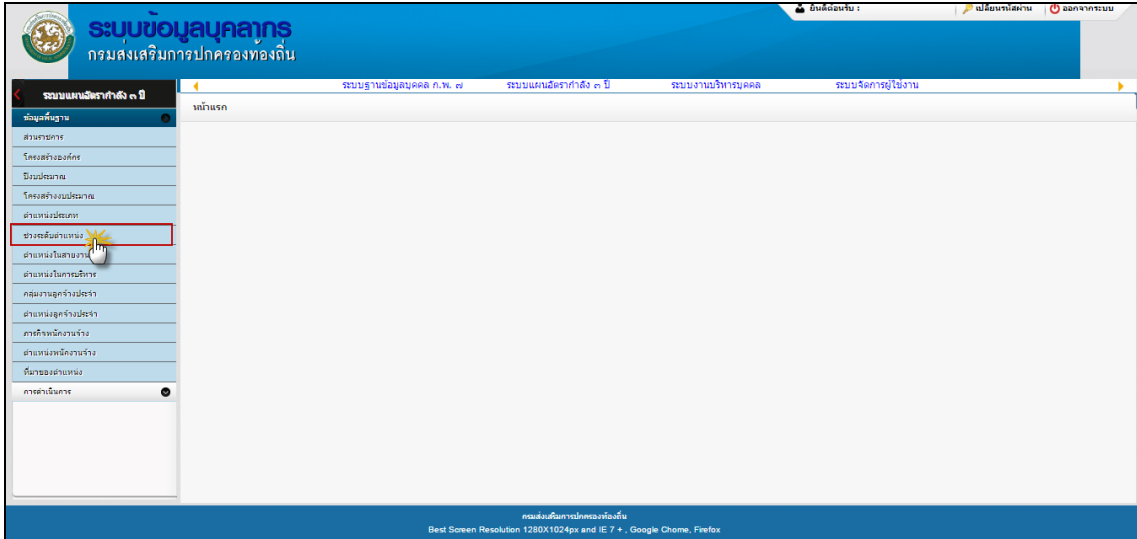 ยินดีต้อนรับ : เปลี่ยนรหัสผ่าน ออกจากระบบ
ระบบข้อมูลบุคลากร
กรมส่งเสริมการปกครองท้องถิ่น
ระบบแผนอัตรากำลัง ๓ ปี
ระบบฐานข้อมูลบุคคล ก.พ. ๗ ระบบแผนอัตรากำลัง ๓ ปี ระบบงานบริหารบุคคล ระบบจัดการผู้ใช้งาน
หน้าแรก
ข้อมูลพื้นฐาน
ส่วนราชการ
โครงสร้างองค์กร
ปีงบประมาณ
โครงสร้างงบประมาณ
ตำแหน่งประเภท
ช่วงระดับตำแหน่ง
ตำแหน่งในสายงาน
ตำแหน่งในการบริหาร
กลุ่มงานลูกจ้างประจำ
ตำแหน่งลูกจ้างประจำ
ภารกิจพนักงานจ้าง
ตำแหน่งพนักงานจ้าง
ที่มาของตำแหน่ง
การดำเนินการ
กรมส่งเสริมการปกครองท้องถิ่น
Best Screen Resolution 1280X1024px and IE 7 + , Google Chome, Firefox